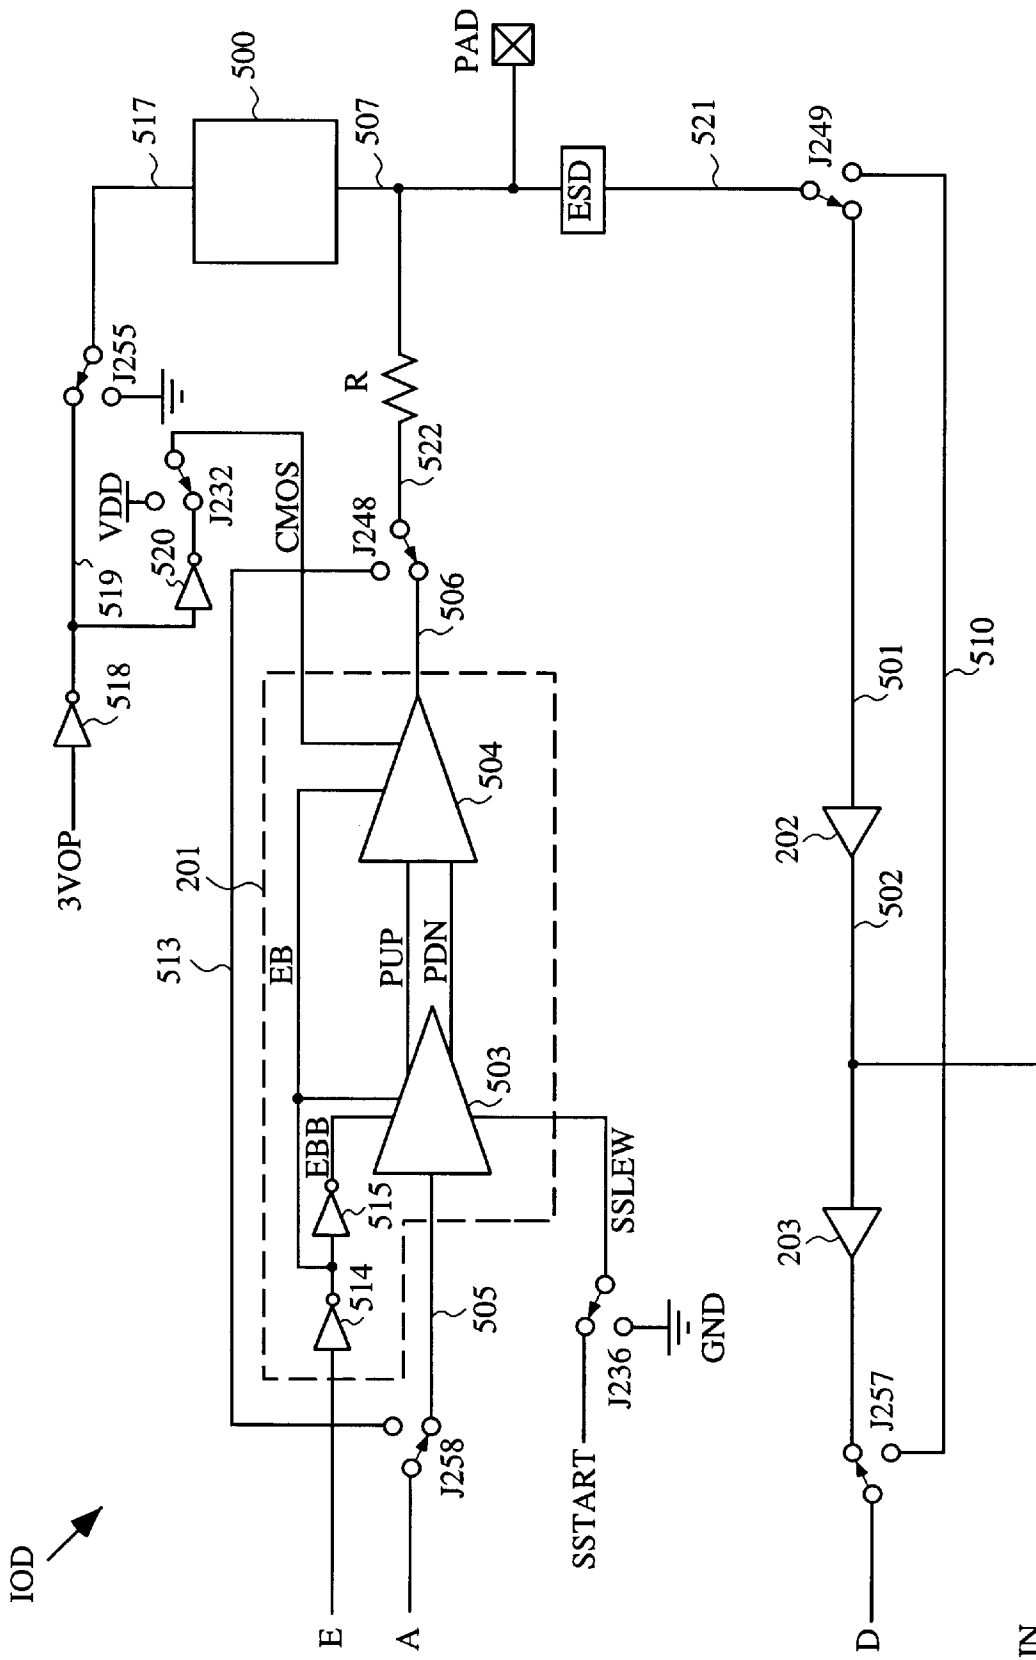 IOD
3VOP
518
519
520
VDD
J232
J255
517
500
507
PAD
513
201
EB
CMOS
J248
522
R
EBB
PUP
PDN
504
506
E
514
515
503
A
J258
505
SSTART
J236
GND
SSLEW
ESD
521
J249
D
J257
203
202
502
501
510
IN